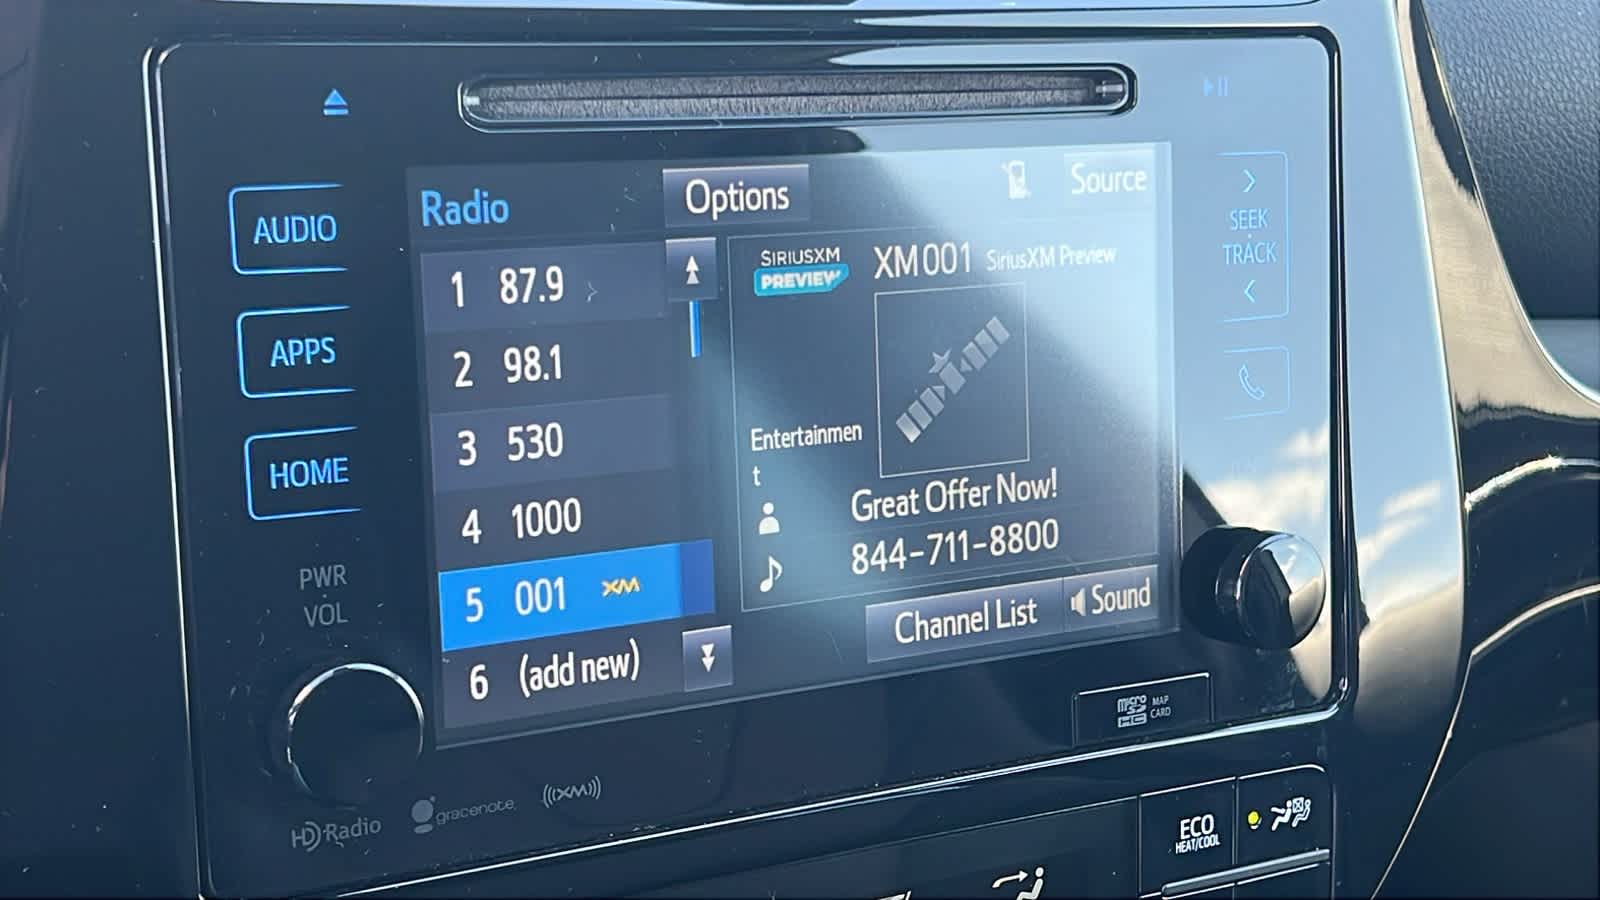 Radio
Options
Source
AUDIO
APPS
HOME
PWR
VOL
1 87.9
2 98.1
3 530
4 1000
5 001 XM
6 (add new)
SIRIUSXM
PREVIEW
XM001 SiriusXM Preview
Entertainmen
t
Great Offer Now!
844-711-8800
Channel List
Sound
SEEK
TRACK
micro
SD
HC
MAP
CARD
HD Radio
gracenote
((XM))
ECO
HEAT/COOL